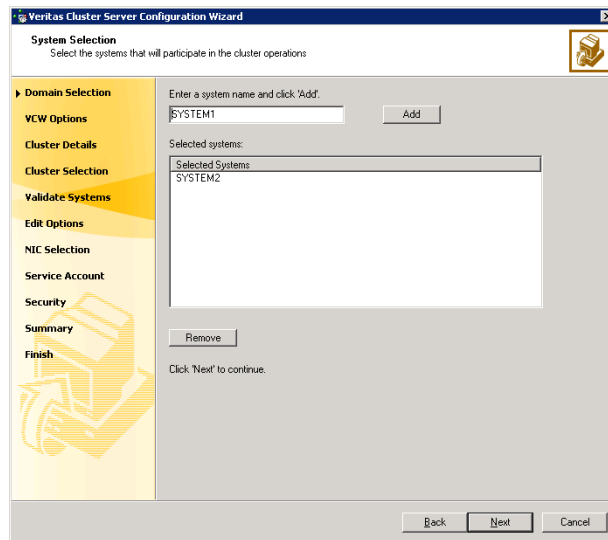 Veritas Cluster Server Configuration Wizard
System Selection
Select the systems that will participate in the cluster operations
Domain Selection
VCW Options
Cluster Details
Cluster Selection
Validate Systems
Edit Options
NIC Selection
Service Account
Security
Summary
Finish
Enter a system name and click 'Add'.
SYSTEM1
Add
Selected systems:
Selected Systems
SYSTEM2
Remove
Click 'Next' to continue.
Back
Next
Cancel